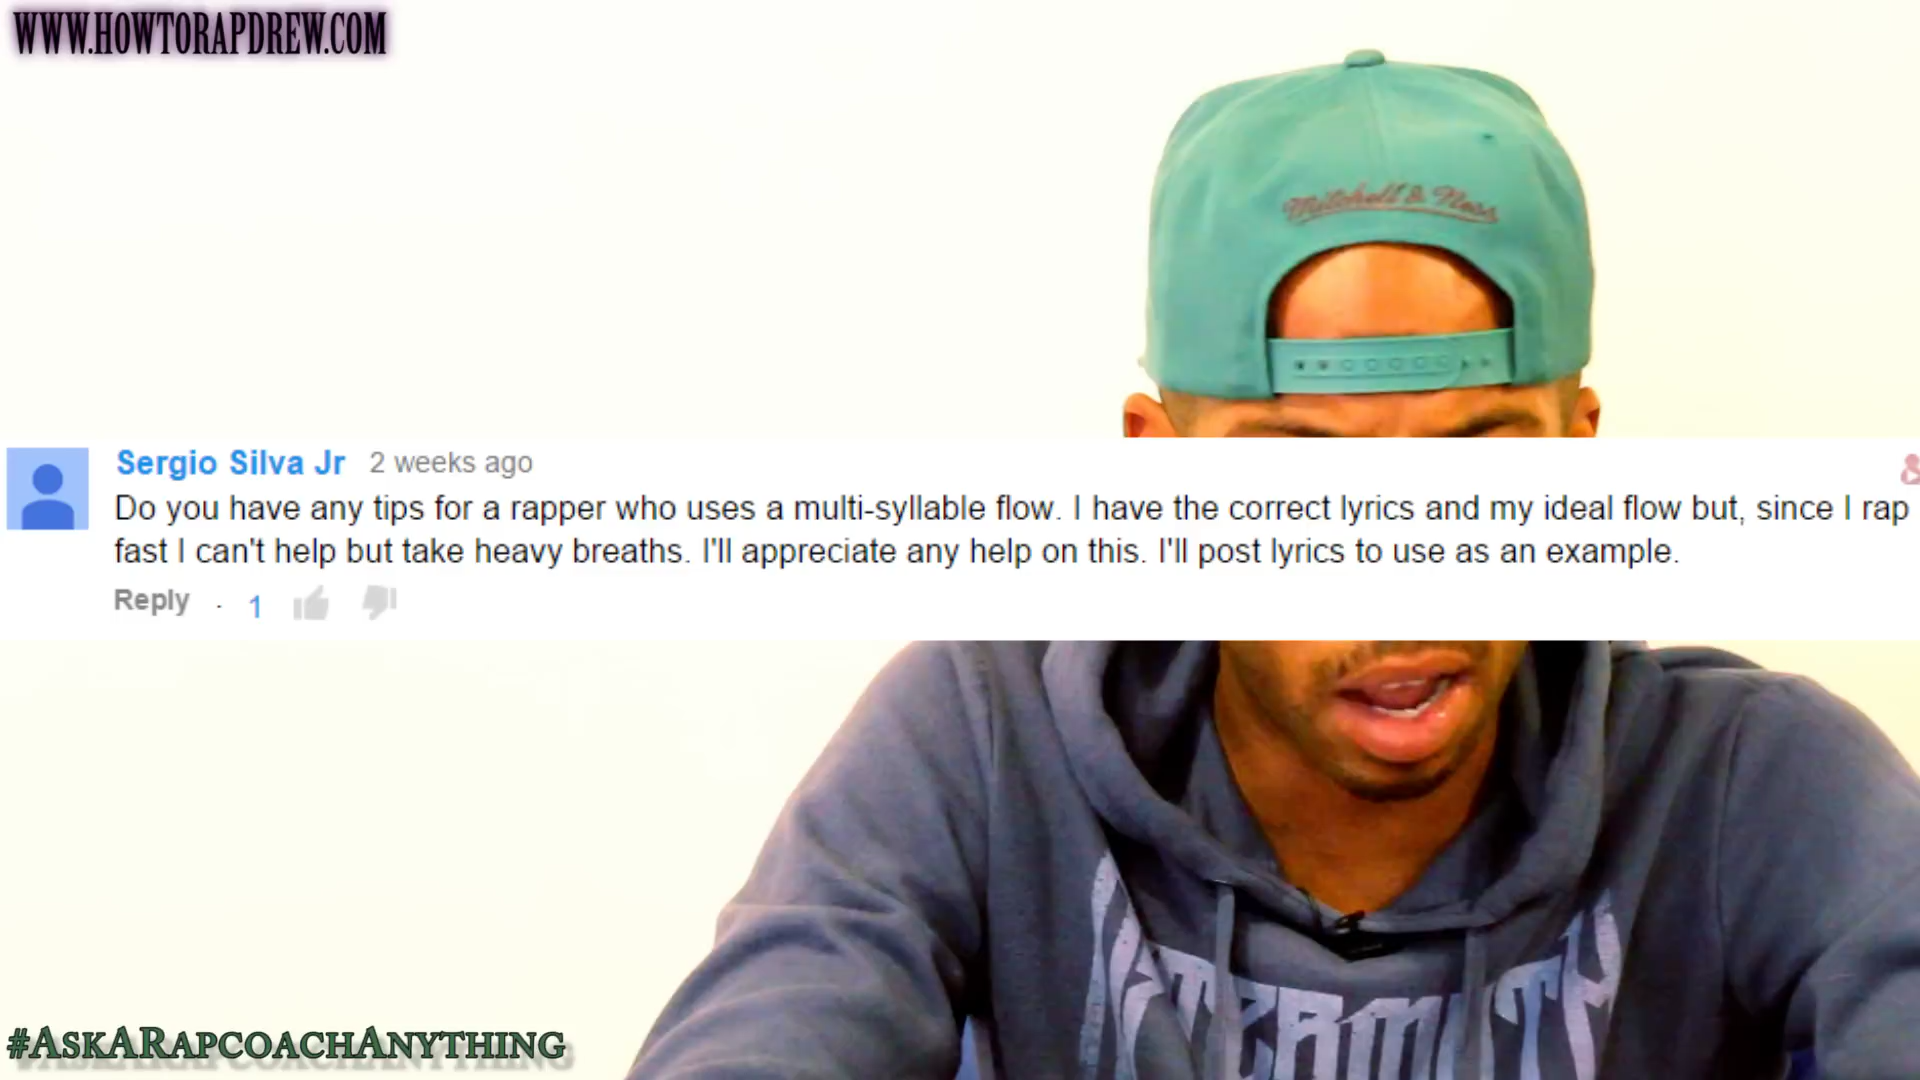 WWW.HOWTORAPDREW.COM
Mitchell & Ness
Sergio Silva Jr 2 weeks ago
Do you have any tips for a rapper who uses a multi-syllable flow. I have the correct lyrics and my ideal flow but, since I rap
fast I can't help but take heavy breaths. I'll appreciate any help on this. I'll post lyrics to use as an example.
Reply . 1
#ASKARAPCOACHANYTHING